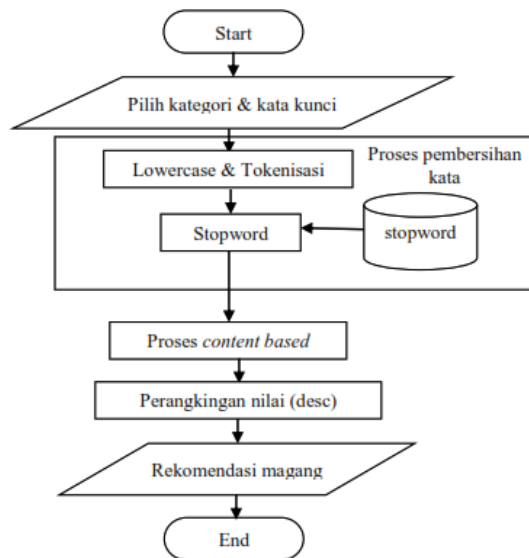 Start
Pilih kategori & kata kunci
Proses pembersihan
kata
Lowercase & Tokenisasi
Stopword
stopword
Proses content based
Perangkingan nilai (desc)
Rekomendasi magang
End